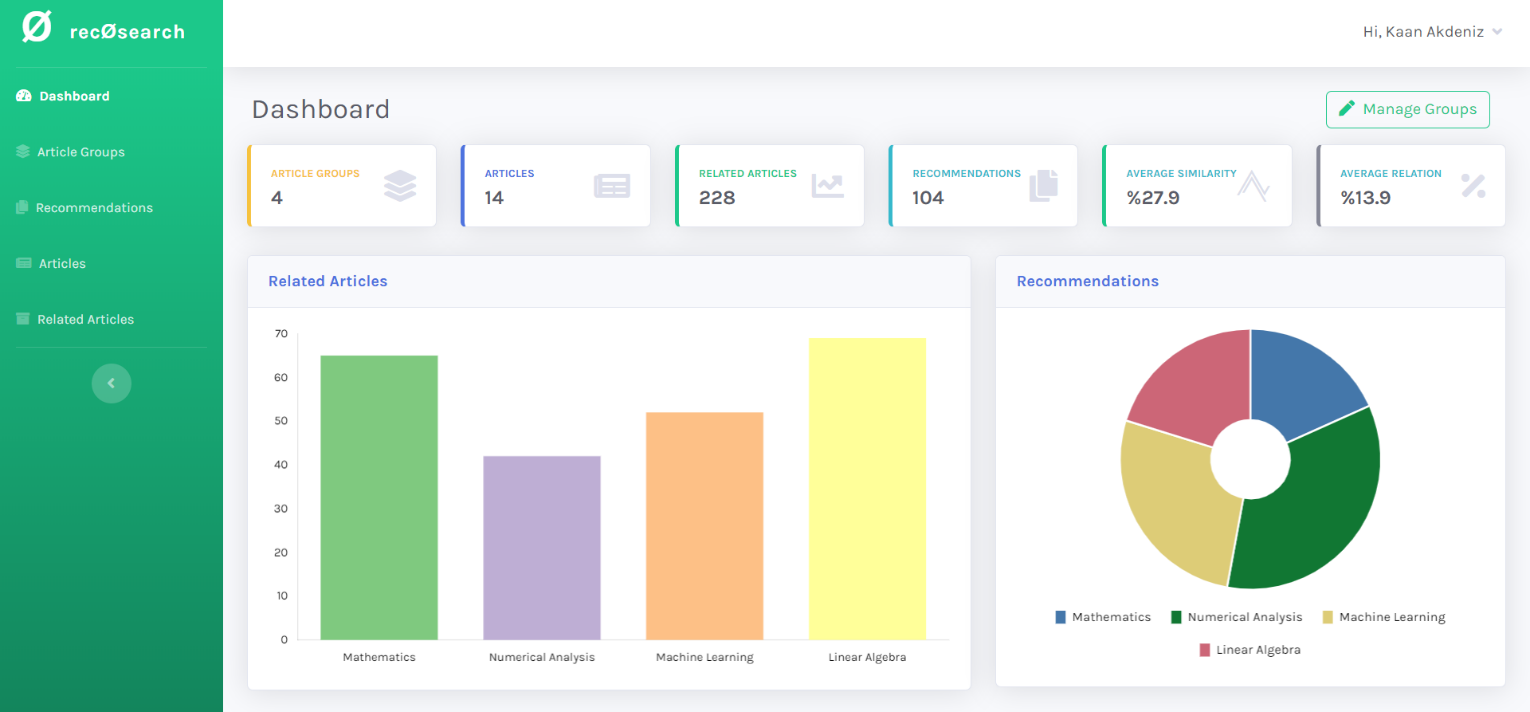 Ø recØsearch
Hi, Kaan Akdeniz
Dashboard
Article Groups
Recommendations
Articles
Related Articles
Dashboard
Manage Groups
ARTICLE GROUPS
4
ARTICLES
14
RELATED ARTICLES
228
RECOMMENDATIONS
104
AVERAGE SIMILARITY
%27.9
AVERAGE RELATION
%13.9
Related Articles
70
60
50
40
30
20
10
0
Mathematics Numerical Analysis Machine Learning Linear Algebra
Recommendations
Mathematics Numerical Analysis Machine Learning
Linear Algebra